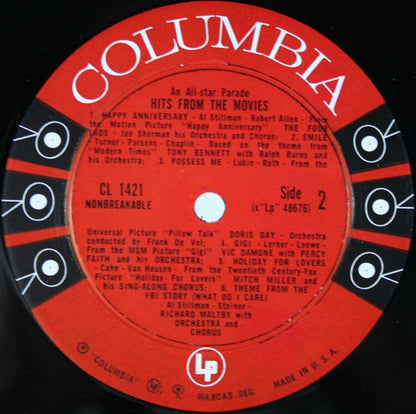 COLUMBIA
An All-star Parade
HITS FROM THE MOVIES
1. HAPPY ANNIVERSARY - Al Stillman - Robert Allen - From
the Motion Picture "Happy Anniversary" THE FOUR
LADS - Joe Sherman his Orchestra and Chorus; 2. SMILE
- Turner - Parsons - Chaplin - Based on the theme from
"Modern Times" TONY BENNETT with Ralph Burns and
his Orchestra; 3. POSSESS ME - Lubin - Roth - From the
CL 1421
NONBREAKABLE
Side 2
(x"Lp" 48676)
Universal Picture "Pillow Talk" DORIS DAY - Orchestra
conducted by Frank De Vol; 4. GIGI - Lerner - Loewe -
From the MGM Picture "Gigi" VIC DAMONE with PERCY
FAITH and his ORCHESTRA; 5. HOLIDAY FOR LOVERS
- Cahn - Van Heusen - From the Twentieth Century-Fox
Picture "Holiday For Lovers" MITCH MILLER and
his SING-ALONG CHORUS; 6. THEME FROM THE
FBI STORY (WHAT DO I CARE)
- Al Stillman - Steiner -
RICHARD MALTBY with
ORCHESTRA and
CHORUS
® "COLUMBIA" ® MARCAS REG. MADE IN U.S.A.
Lp